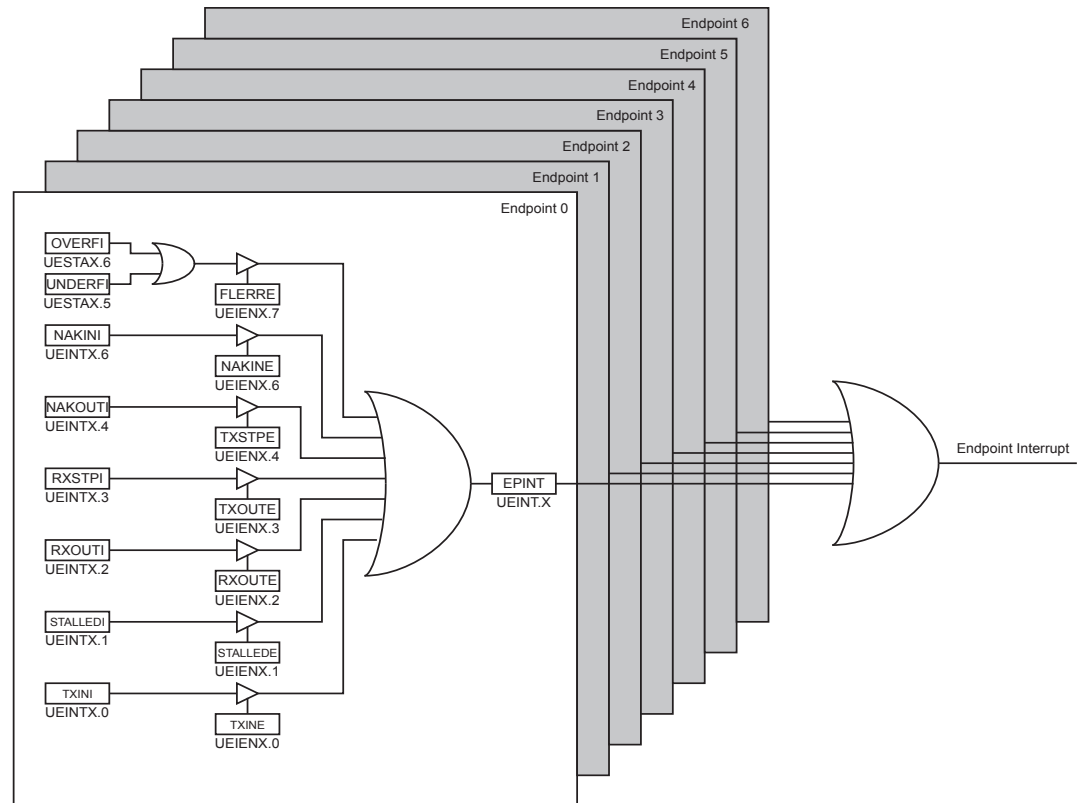 Endpoint 6
Endpoint 5
Endpoint 4
Endpoint 3
Endpoint 2
Endpoint 1
Endpoint 0
OVERFI
UESTAX.6
UNDERFI
UESTAX.5
FLERRE
UEIENX.7
NAKINI
UEINTX.6
NAKINE
UEIENX.6
NAKOUTI
UEINTX.4
TXSTPE
UEIENX.4
RXSTPI
UEINTX.3
TXOUTE
UEIENX.3
RXOUTI
UEINTX.2
RXOUTE
UEIENX.2
STALLEDI
UEINTX.1
STALLEDE
UEIENX.1
TXINI
UEINTX.0
TXINE
UEIENX.0
EPINT
UEINT.X
Endpoint Interrupt